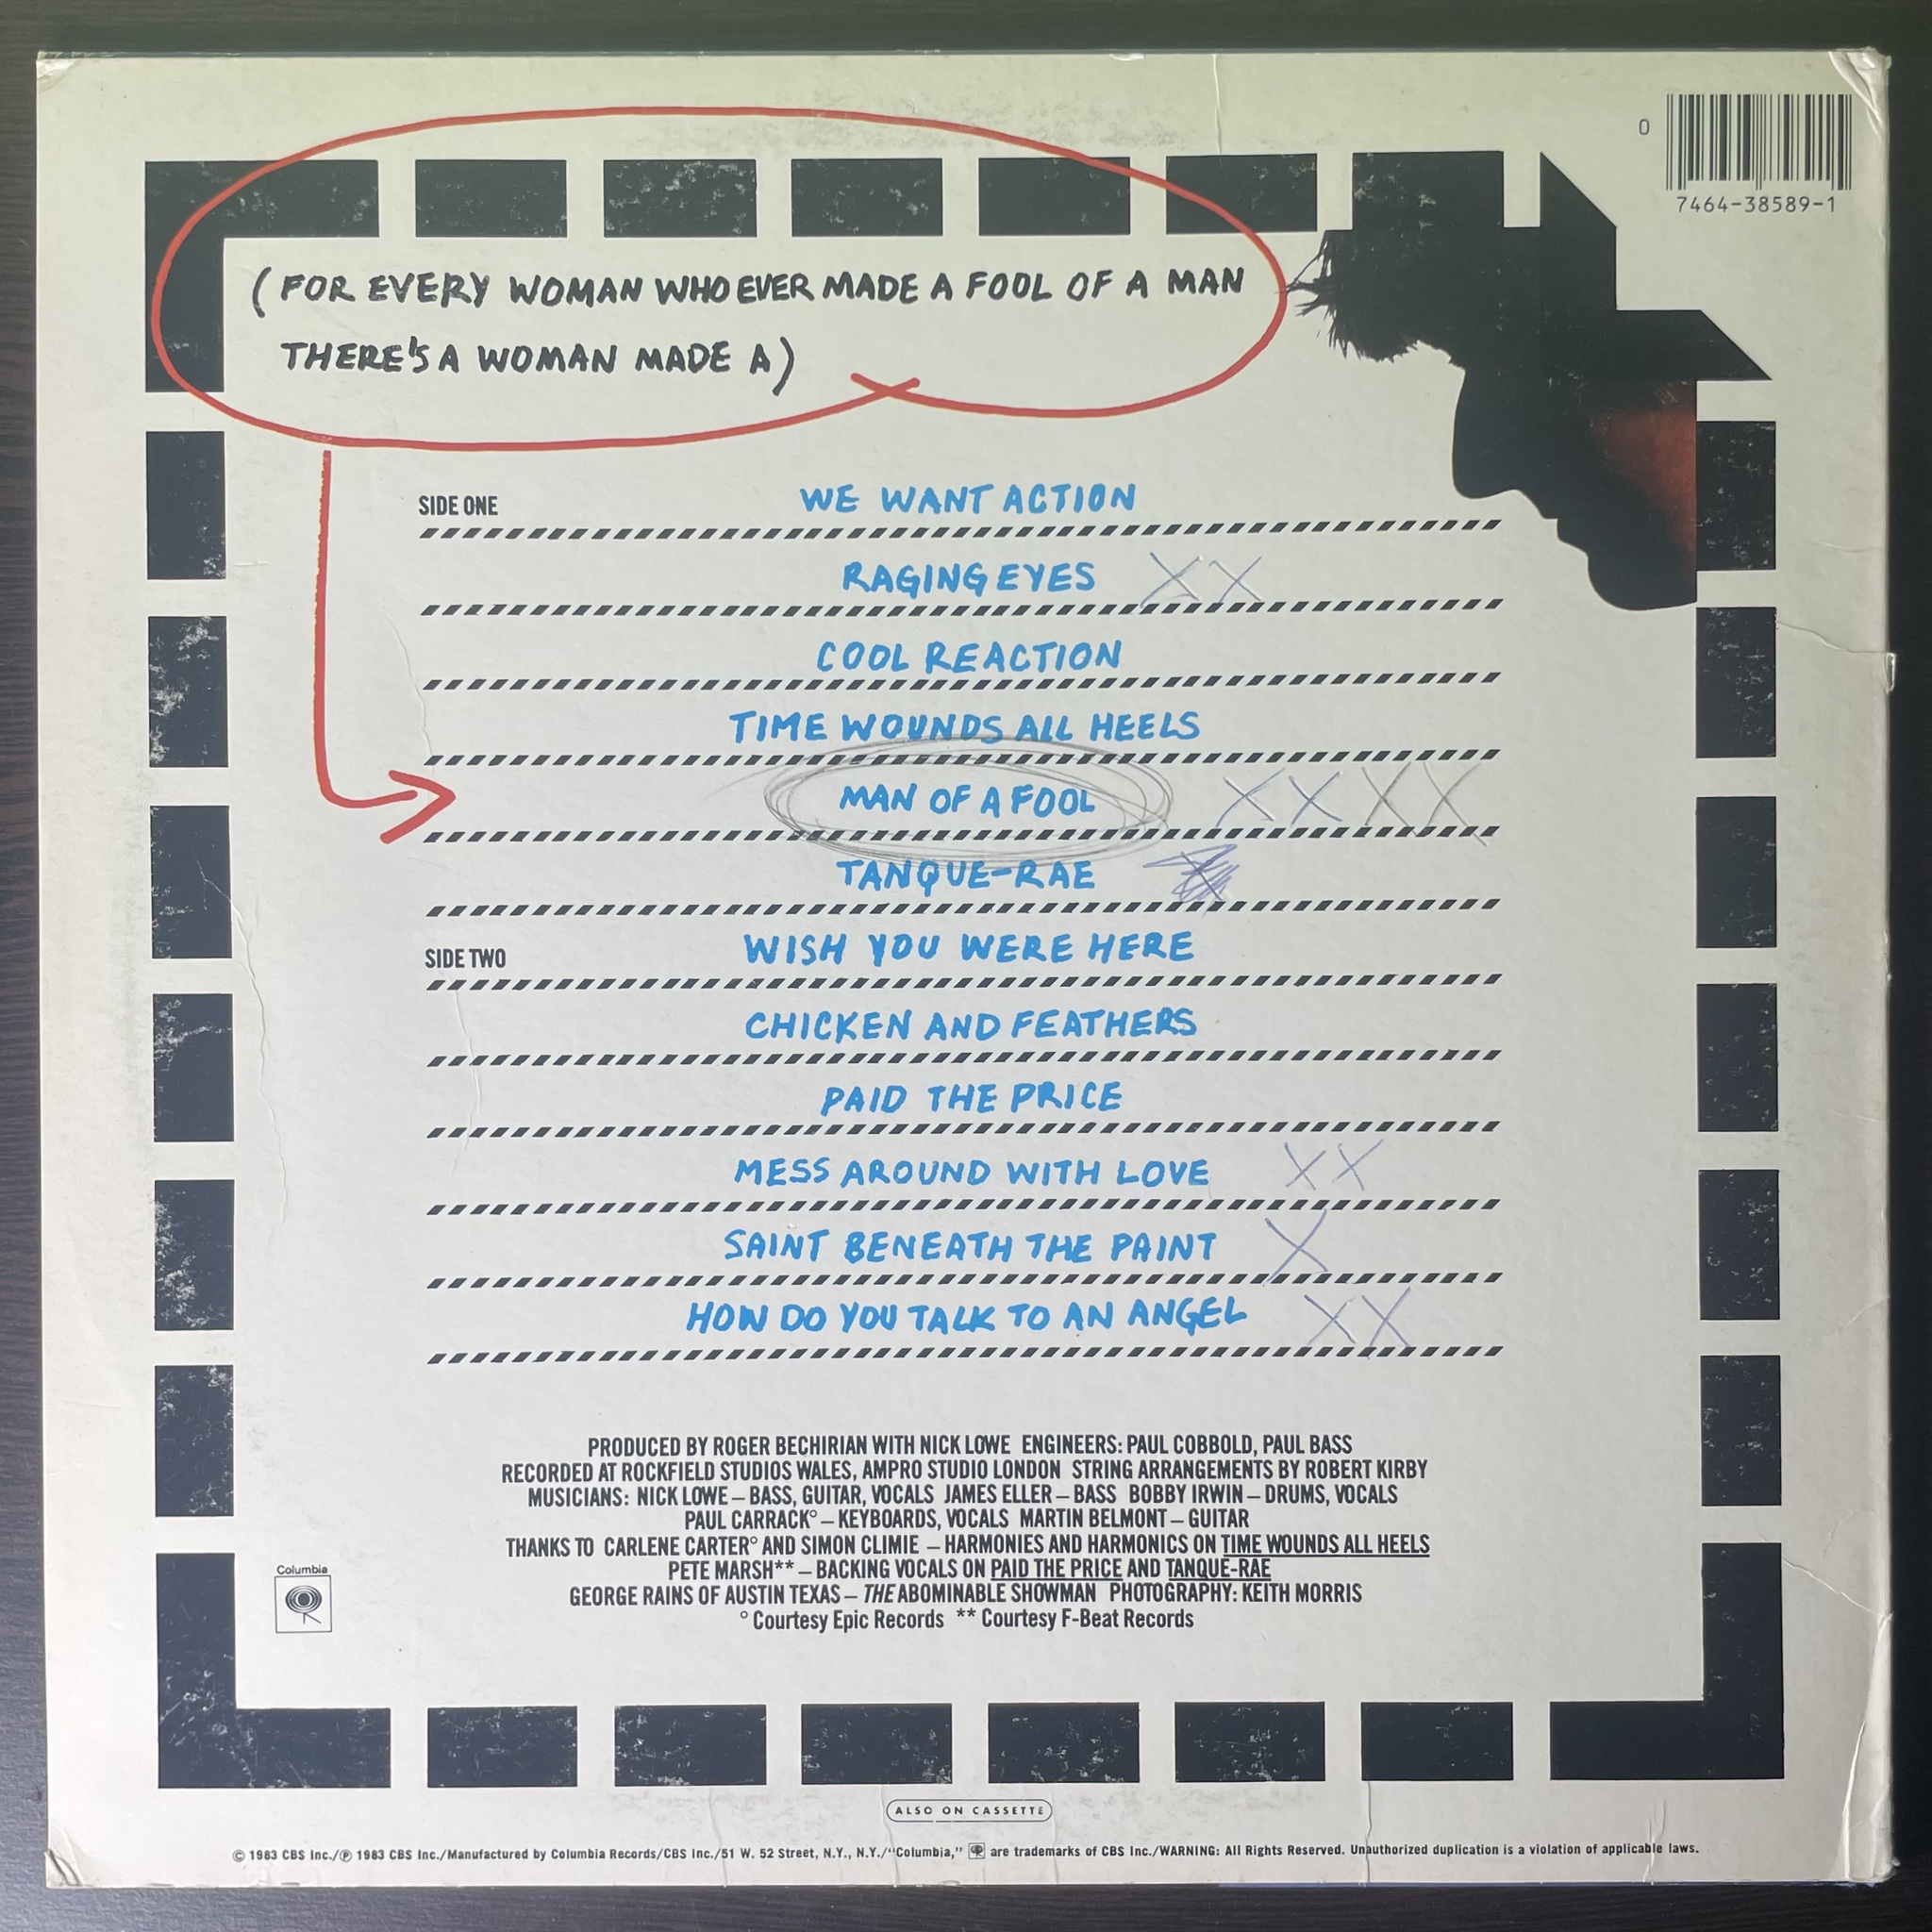 0
7464-38589-1
(FOR EVERY WOMAN WHO EVER MADE A FOOL OF A MAN
THERE'S A WOMAN MADE A)
SIDE ONE
WE WANT ACTION
RAGING EYES XX
COOL REACTION
TIME WOUNDS ALL HEELS
MAN OF A FOOL XXXX
TANQUE-RAE
SIDE TWO
WISH YOU WERE HERE
CHICKEN AND FEATHERS
PAID THE PRICE
MESS AROUND WITH LOVE XX
SAINT BENEATH THE PAINT X
HOW DO YOU TALK TO AN ANGEL XX
PRODUCED BY ROGER BECHIRIAN WITH NICK LOWE ENGINEERS: PAUL COBBOLD, PAUL BASS
RECORDED AT ROCKFIELD STUDIOS WALES, AMPRO STUDIO LONDON STRING ARRANGEMENTS BY ROBERT KIRBY
MUSICIANS: NICK LOWE – BASS, GUITAR, VOCALS JAMES ELLER – BASS BOBBY IRWIN – DRUMS, VOCALS
PAUL CARRACK° – KEYBOARDS, VOCALS MARTIN BELMONT – GUITAR
THANKS TO CARLENE CARTER° AND SIMON CLIMIE – HARMONIES AND HARMONICS ON TIME WOUNDS ALL HEELS
PETE MARSH** – BACKING VOCALS ON PAID THE PRICE AND TANQUE-RAE
GEORGE RAINS OF AUSTIN TEXAS – THE ABOMINABLE SHOWMAN PHOTOGRAPHY: KEITH MORRIS
° Courtesy Epic Records ** Courtesy F-Beat Records
Columbia
ALSO ON CASSETTE
© 1983 CBS Inc./℗ 1983 CBS Inc./Manufactured by Columbia Records/CBS Inc./51 W. 52 Street, N.Y., N.Y./"Columbia," are trademarks of CBS Inc./WARNING: All Rights Reserved. Unauthorized duplication is a violation of applicable laws.